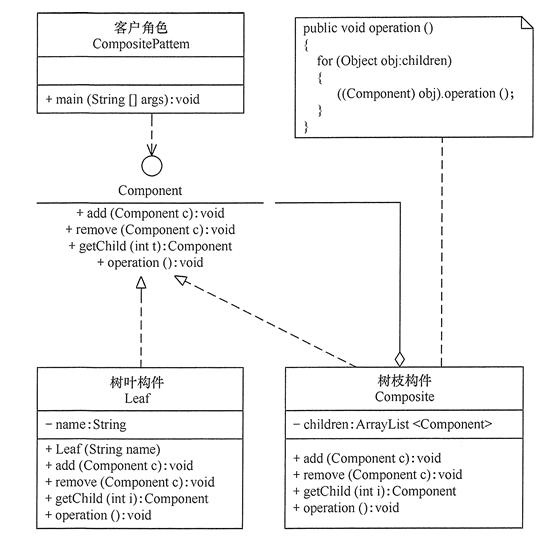 客户角色
CompositePattem
+ main (String [] args):void
public void operation ()
{
for (Object obj:children)
{
((Component) obj).operation ();
}
}
Component
+ add (Component c):void
+ remove (Component c):void
+ getChild (int t):Component
+ operation ():void
树叶构件
Leaf
− name:String
+ Leaf (String name)
+ add (Component c):void
+ remove (Component c):void
+ getChild (int i):Component
+ operation ():void
树枝构件
Composite
− children:ArrayList <Component>
+ add (Component c):void
+ remove (Component c):void
+ getChild (int i):Component
+ operation ():void